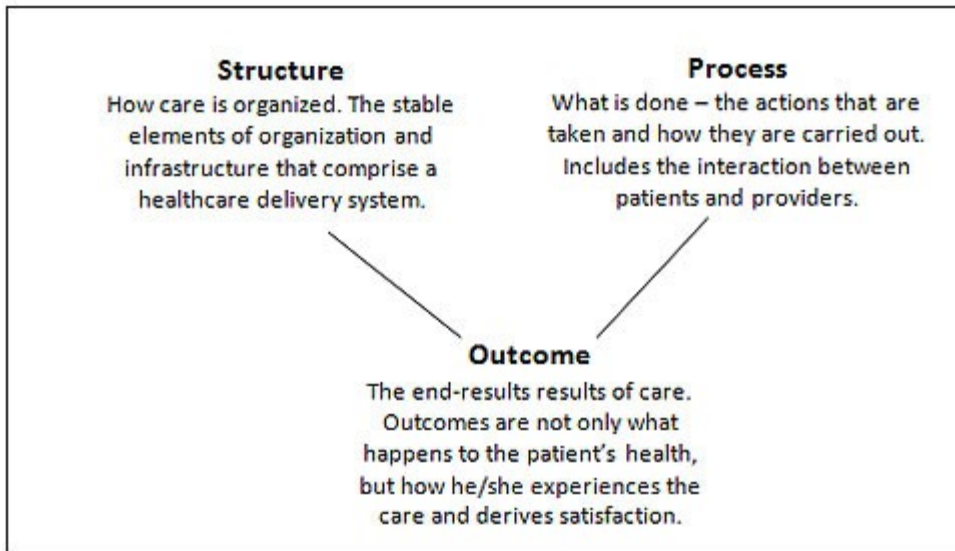 Structure
How care is organized. The stable
elements of organization and
infrastructure that comprise a
healthcare delivery system.
Process
What is done – the actions that are
taken and how they are carried out.
Includes the interaction between
patients and providers.
Outcome
The end-results results of care.
Outcomes are not only what
happens to the patient's health,
but how he/she experiences the
care and derives satisfaction.